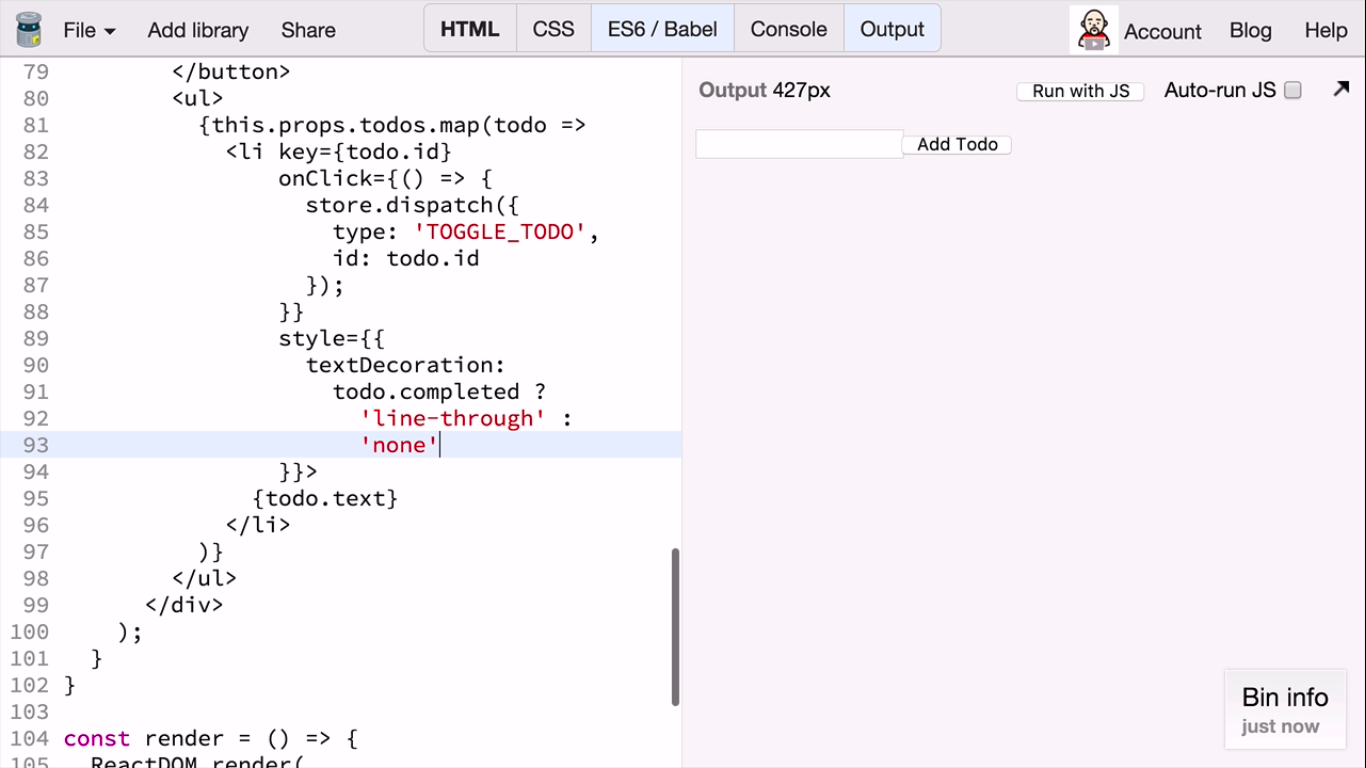 File Add library Share HTML CSS ES6 / Babel Console Output Account Blog Help
79 </button>
80 <ul>
81 {this.props.todos.map(todo =>
82 <li key={todo.id}
83 onClick={() => {
84 store.dispatch({
85 type: 'TOGGLE_TODO',
86 id: todo.id
87 });
88 }}
89 style={{
90 textDecoration:
91 todo.completed ?
92 'line-through' :
93 'none'
94 }}>
95 {todo.text}
96 </li>
97 )}
98 </ul>
99 </div>
100 );
101 }
102 }
103
104 const render = () => {
105 ReactDOM.render(
Output 427px Run with JS Auto-run JS
Add Todo
Bin info
just now